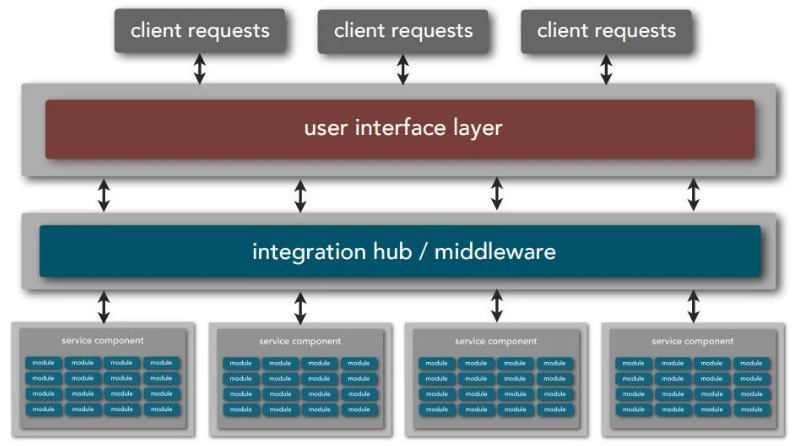 client requests client requests client requests
user interface layer
integration hub / middleware
service component service component service component service component
module module module module module module module module module module module module module module module module
module module module module module module module module module module module module module module module module
module module module module module module module module module module module module module module module module
module module module module module module module module module module module module module module module module